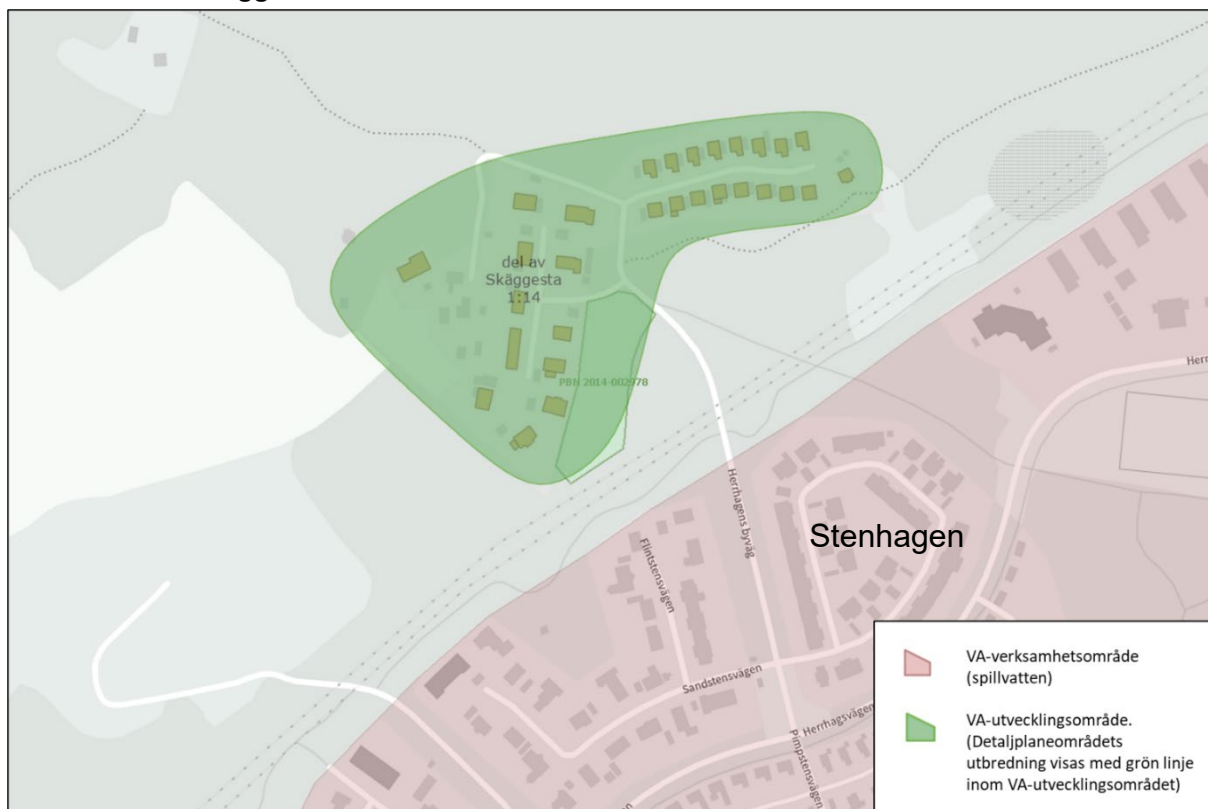 del av
Skäggesta
1:14
PBN 2014-002978
Herrhagens byväg
Stenhagen
Flintstensvägen
Sandstensvägen
Herrhagsvägen
Pimpstensvägen
VA-verksamhetsområde
(spillvatten)
VA-utvecklingsområde.
(Detaljplaneområdets
utbredning visas med grön linje
inom VA-utvecklingsområdet)